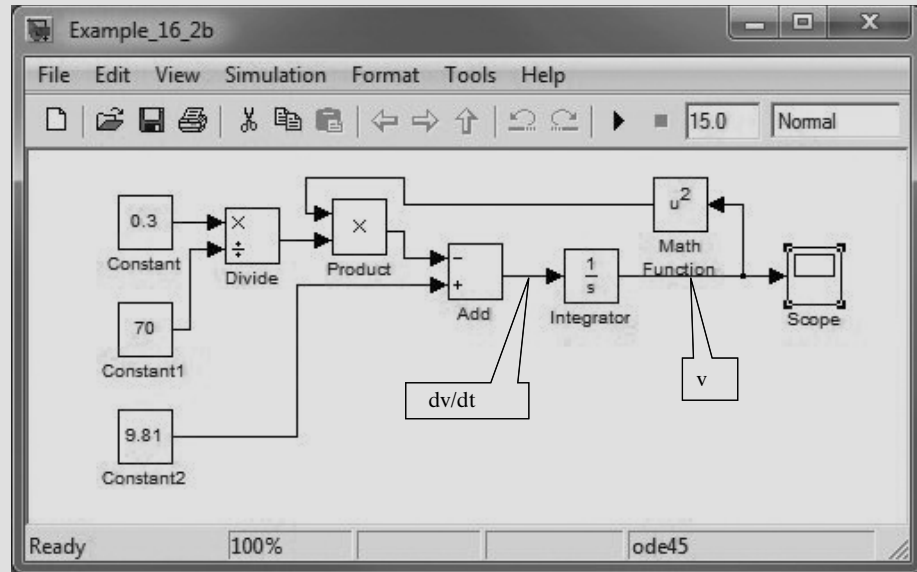 Example_16_2b
File Edit View Simulation Format Tools Help
15.0 Normal
0.3
Constant
×
÷
Divide
×
Product
u²
Math
Function
−
+
Add
1
s
Integrator
Scope
70
Constant1
dv/dt
v
9.81
Constant2
Ready 100% ode45